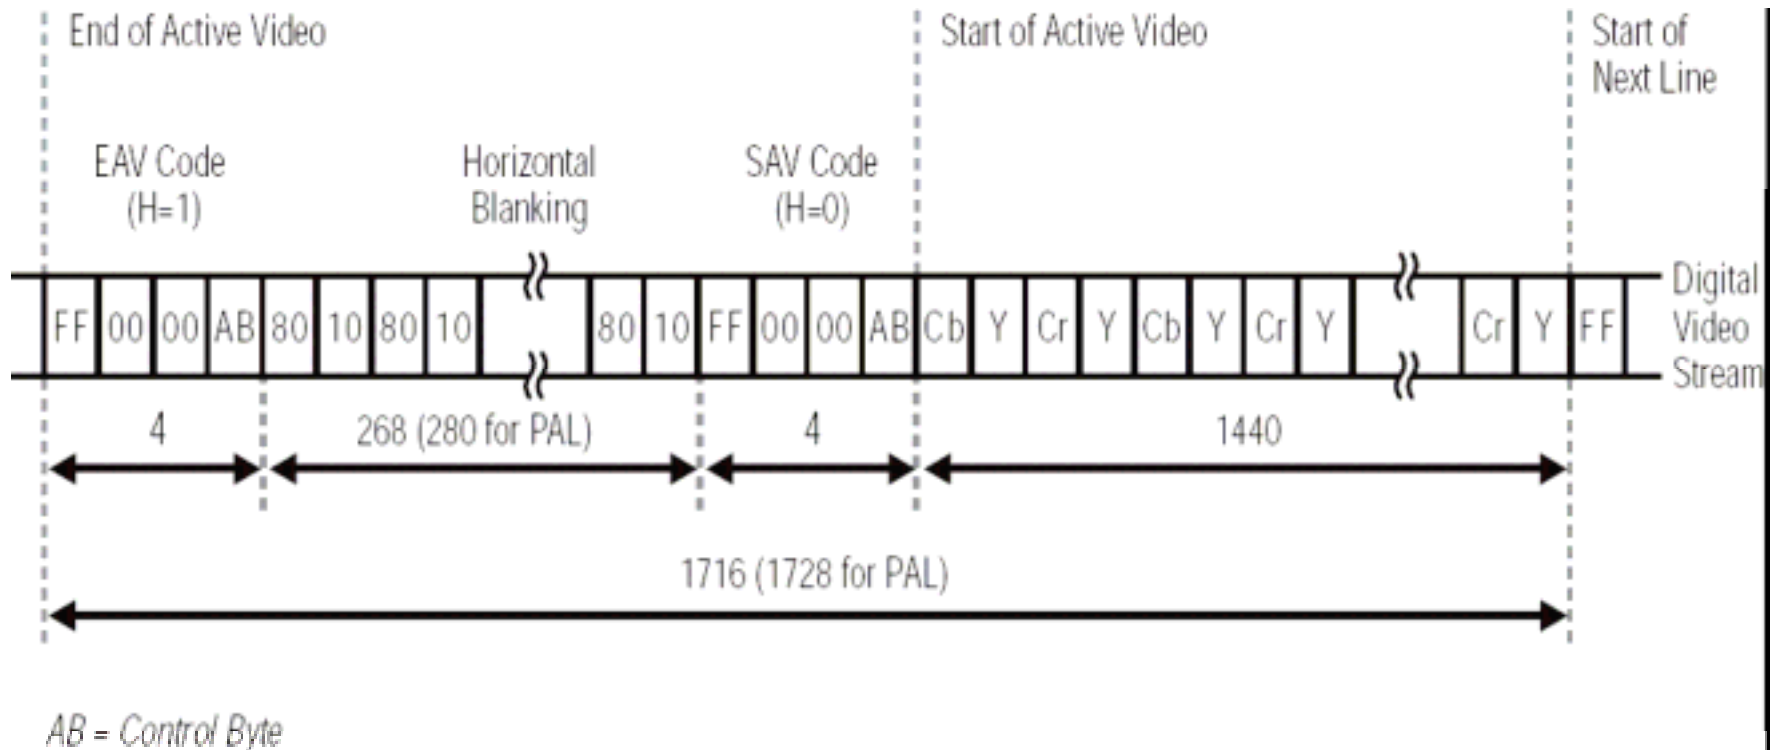 End of Active Video
Start of Active Video
Start of
Next Line
EAV Code
(H=1)
Horizontal
Blanking
SAV Code
(H=0)
FF 00 00 AB 80 10 80 10 80 10 FF 00 00 AB Cb Y Cr Y Cb Y Cr Y Cr Y FF
Digital
Video
Stream
4
268 (280 for PAL)
4
1440
1716 (1728 for PAL)
AB = Control Byte